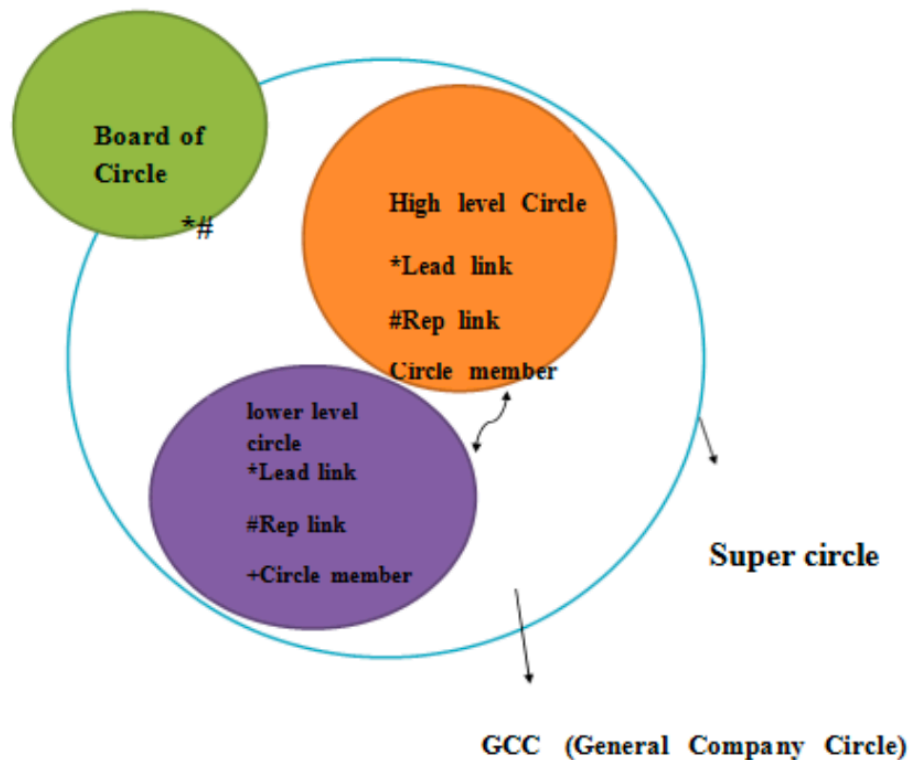 Board of
Circle
*#
High level Circle
*Lead link
#Rep link
Circle member
lower level
circle
*Lead link
#Rep link
+Circle member
Super circle
GCC (General Company Circle)